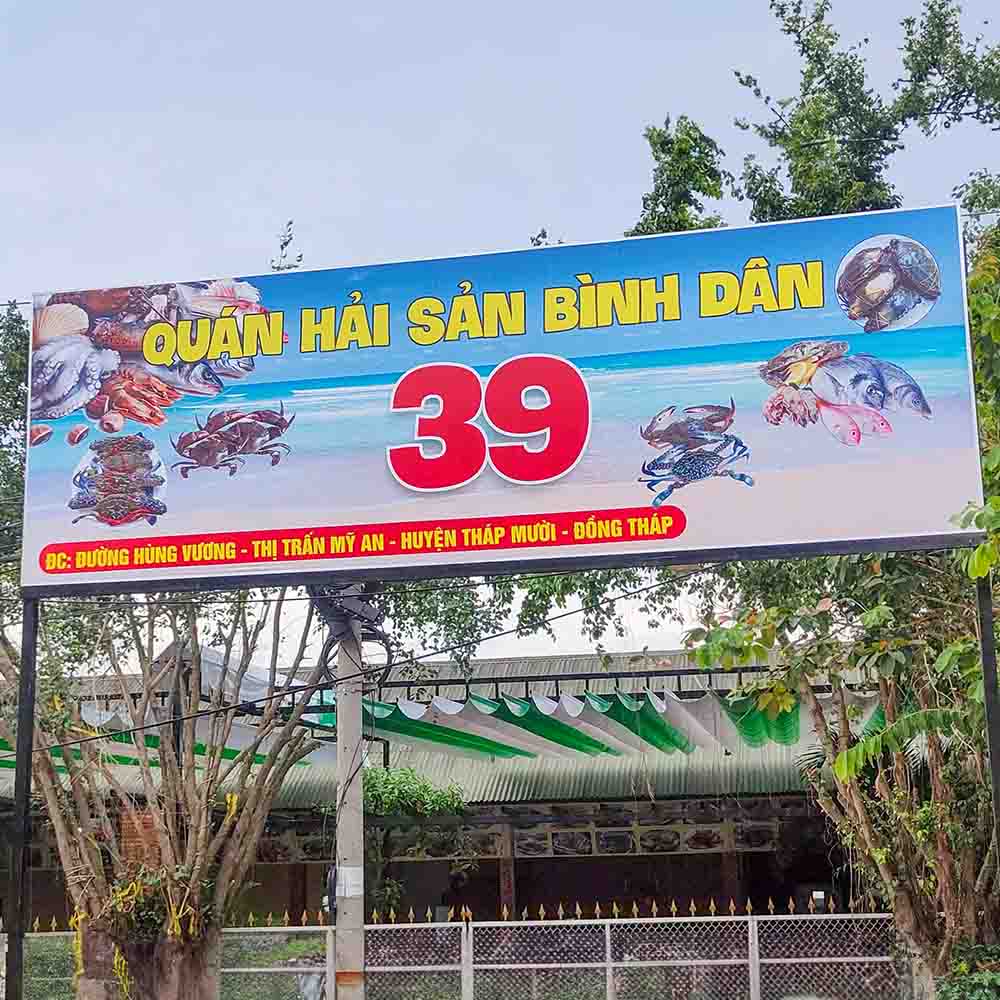 QUÁN HẢI SẢN BÌNH DÂN
39
ĐC: ĐƯỜNG HÙNG VƯƠNG - THỊ TRẤN MỸ AN - HUYỆN THÁP MƯỜI - ĐỒNG THÁP